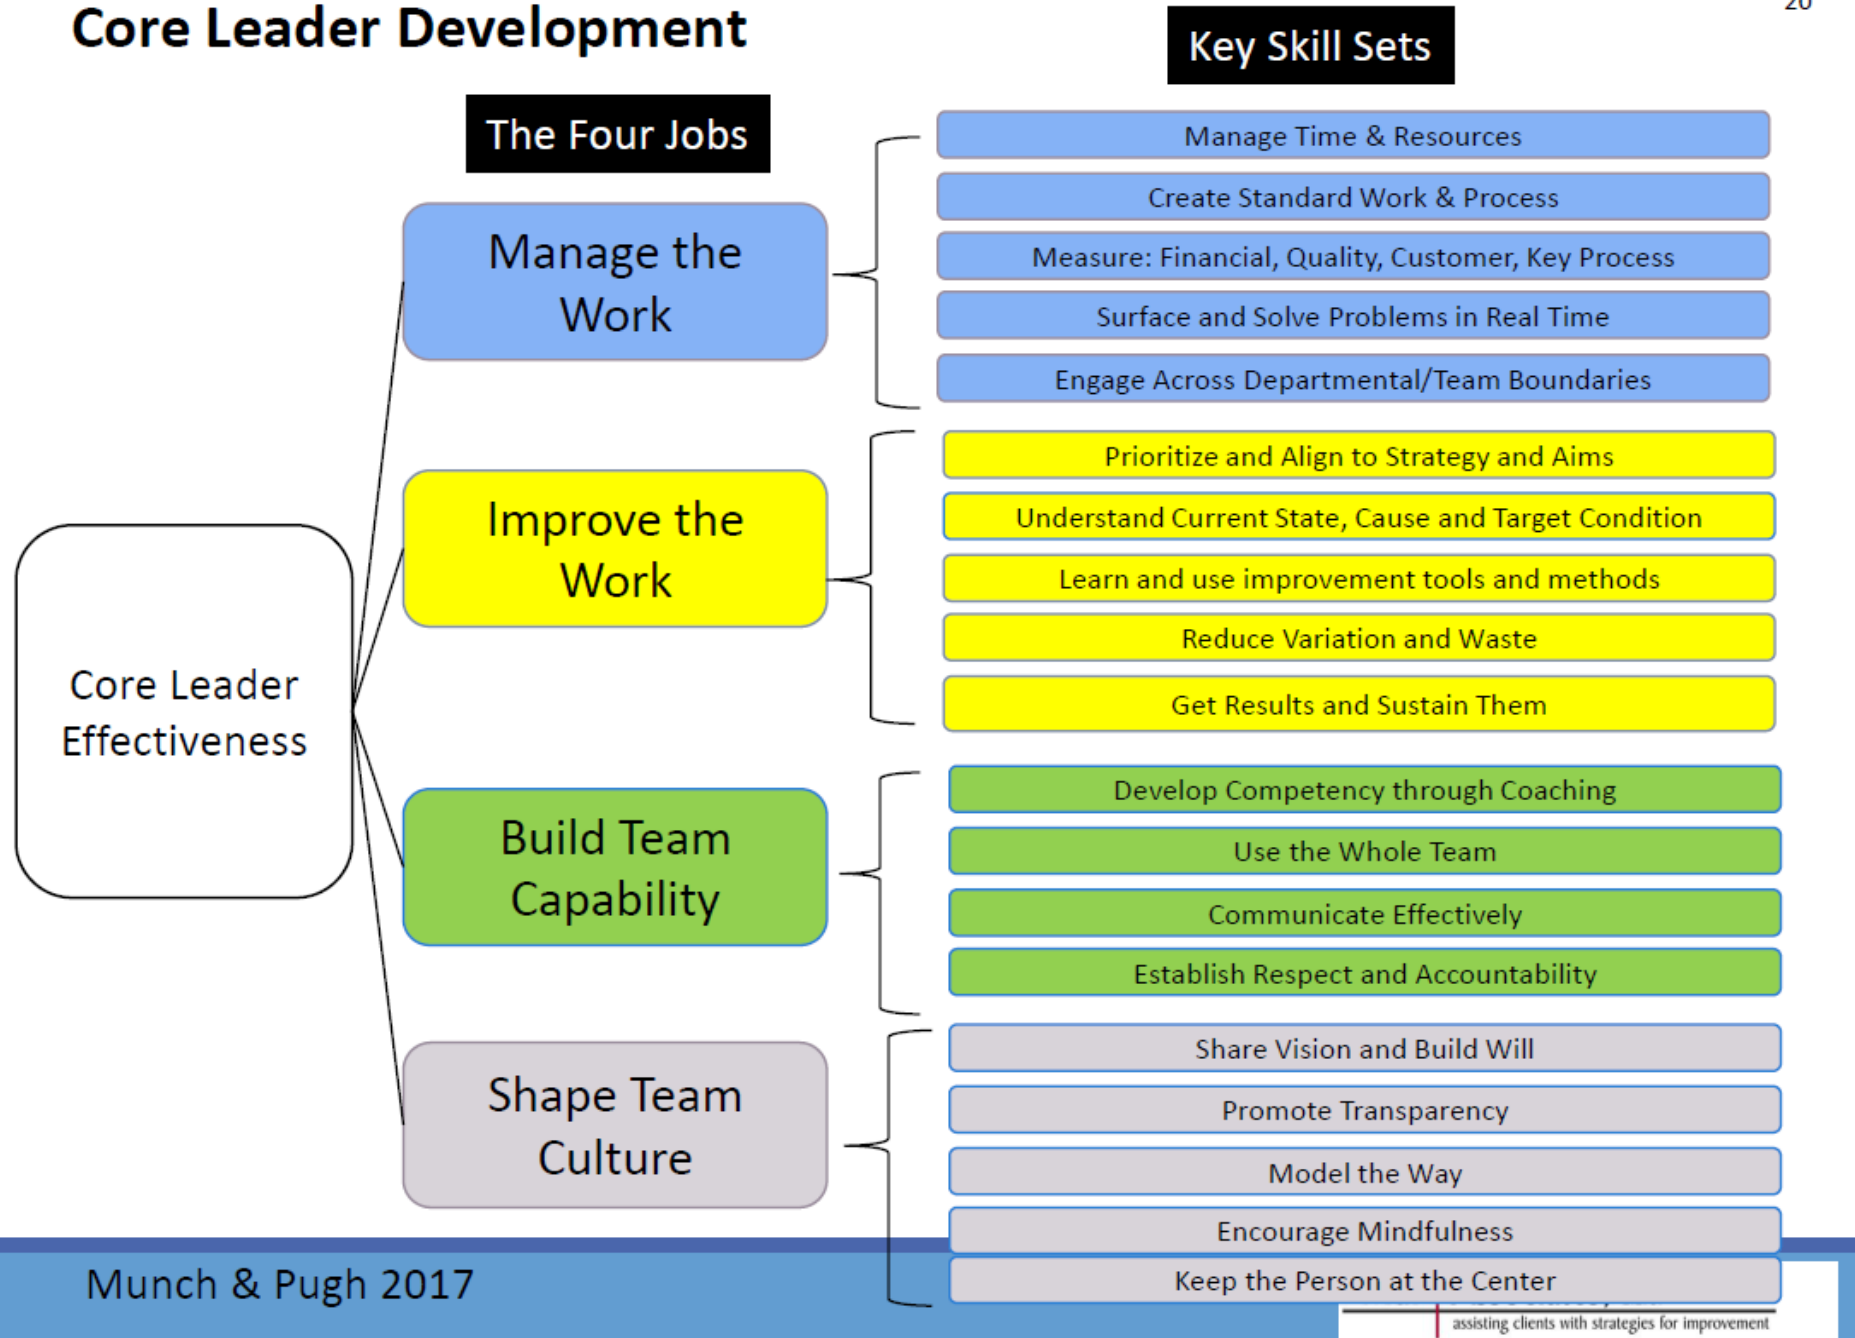 Core Leader Development
20
Key Skill Sets
The Four Jobs
Core Leader
Effectiveness
Manage the
Work
Manage Time & Resources
Create Standard Work & Process
Measure: Financial, Quality, Customer, Key Process
Surface and Solve Problems in Real Time
Engage Across Departmental/Team Boundaries
Improve the
Work
Prioritize and Align to Strategy and Aims
Understand Current State, Cause and Target Condition
Learn and use improvement tools and methods
Reduce Variation and Waste
Get Results and Sustain Them
Build Team
Capability
Develop Competency through Coaching
Use the Whole Team
Communicate Effectively
Establish Respect and Accountability
Shape Team
Culture
Share Vision and Build Will
Promote Transparency
Model the Way
Encourage Mindfulness
Keep the Person at the Center
Munch & Pugh 2017
assisting clients with strategies for improvement